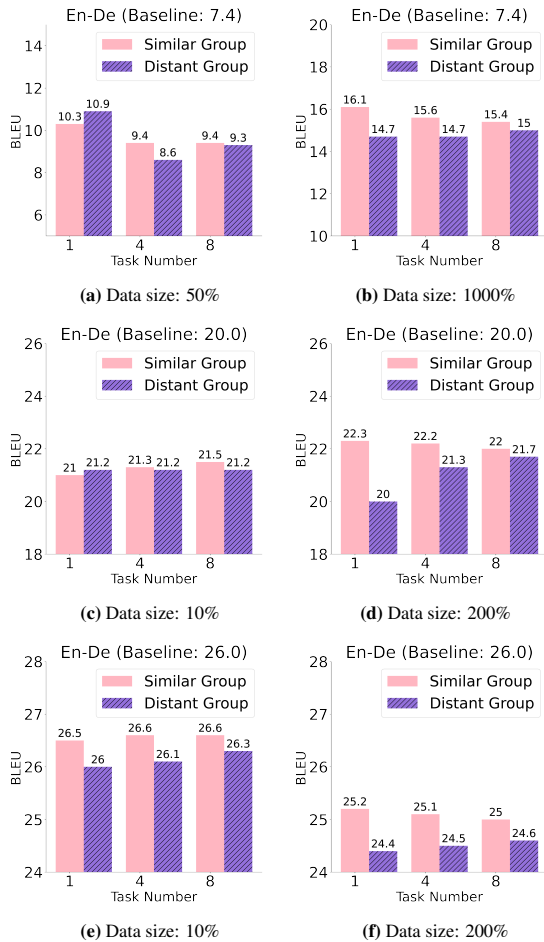 En-De (Baseline: 7.4)
14
12
10
8
6
BLEU
Similar Group
Distant Group
10.3
10.9
9.4
8.6
9.4
9.3
1
4
8
Task Number
(a) Data size: 50%
En-De (Baseline: 7.4)
20
18
16
14
12
10
BLEU
Similar Group
Distant Group
16.1
14.7
15.6
14.7
15.4
15
1
4
8
Task Number
(b) Data size: 1000%
En-De (Baseline: 20.0)
26
24
22
20
18
BLEU
Similar Group
Distant Group
21
21.2
21.3
21.2
21.5
21.2
1
4
8
Task Number
(c) Data size: 10%
En-De (Baseline: 20.0)
26
24
22
20
18
BLEU
Similar Group
Distant Group
22.3
20
22.2
21.3
22
21.7
1
4
8
Task Number
(d) Data size: 200%
En-De (Baseline: 26.0)
28
27
26
25
24
BLEU
Similar Group
Distant Group
26.5
26
26.6
26.1
26.6
26.3
1
4
8
Task Number
(e) Data size: 10%
En-De (Baseline: 26.0)
28
27
26
25
24
BLEU
Similar Group
Distant Group
25.2
24.4
25.1
24.5
25
24.6
1
4
8
Task Number
(f) Data size: 200%